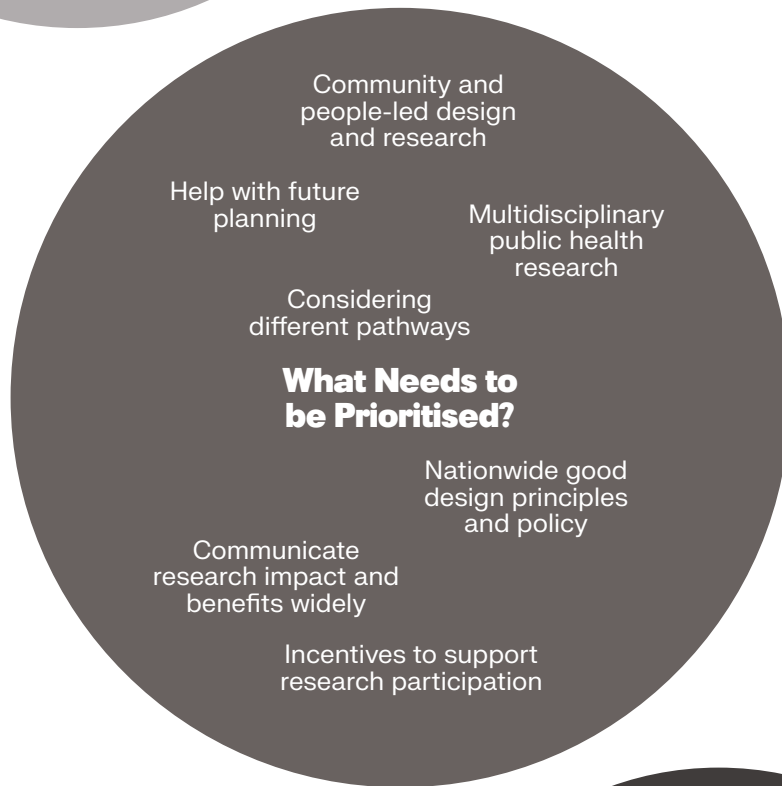 Community and
people-led design
and research
Help with future
planning
Multidisciplinary
public health
research
Considering
different pathways
What Needs to
be Prioritised?
Nationwide good
design principles
and policy
Communicate
research impact and
benefits widely
Incentives to support
research participation